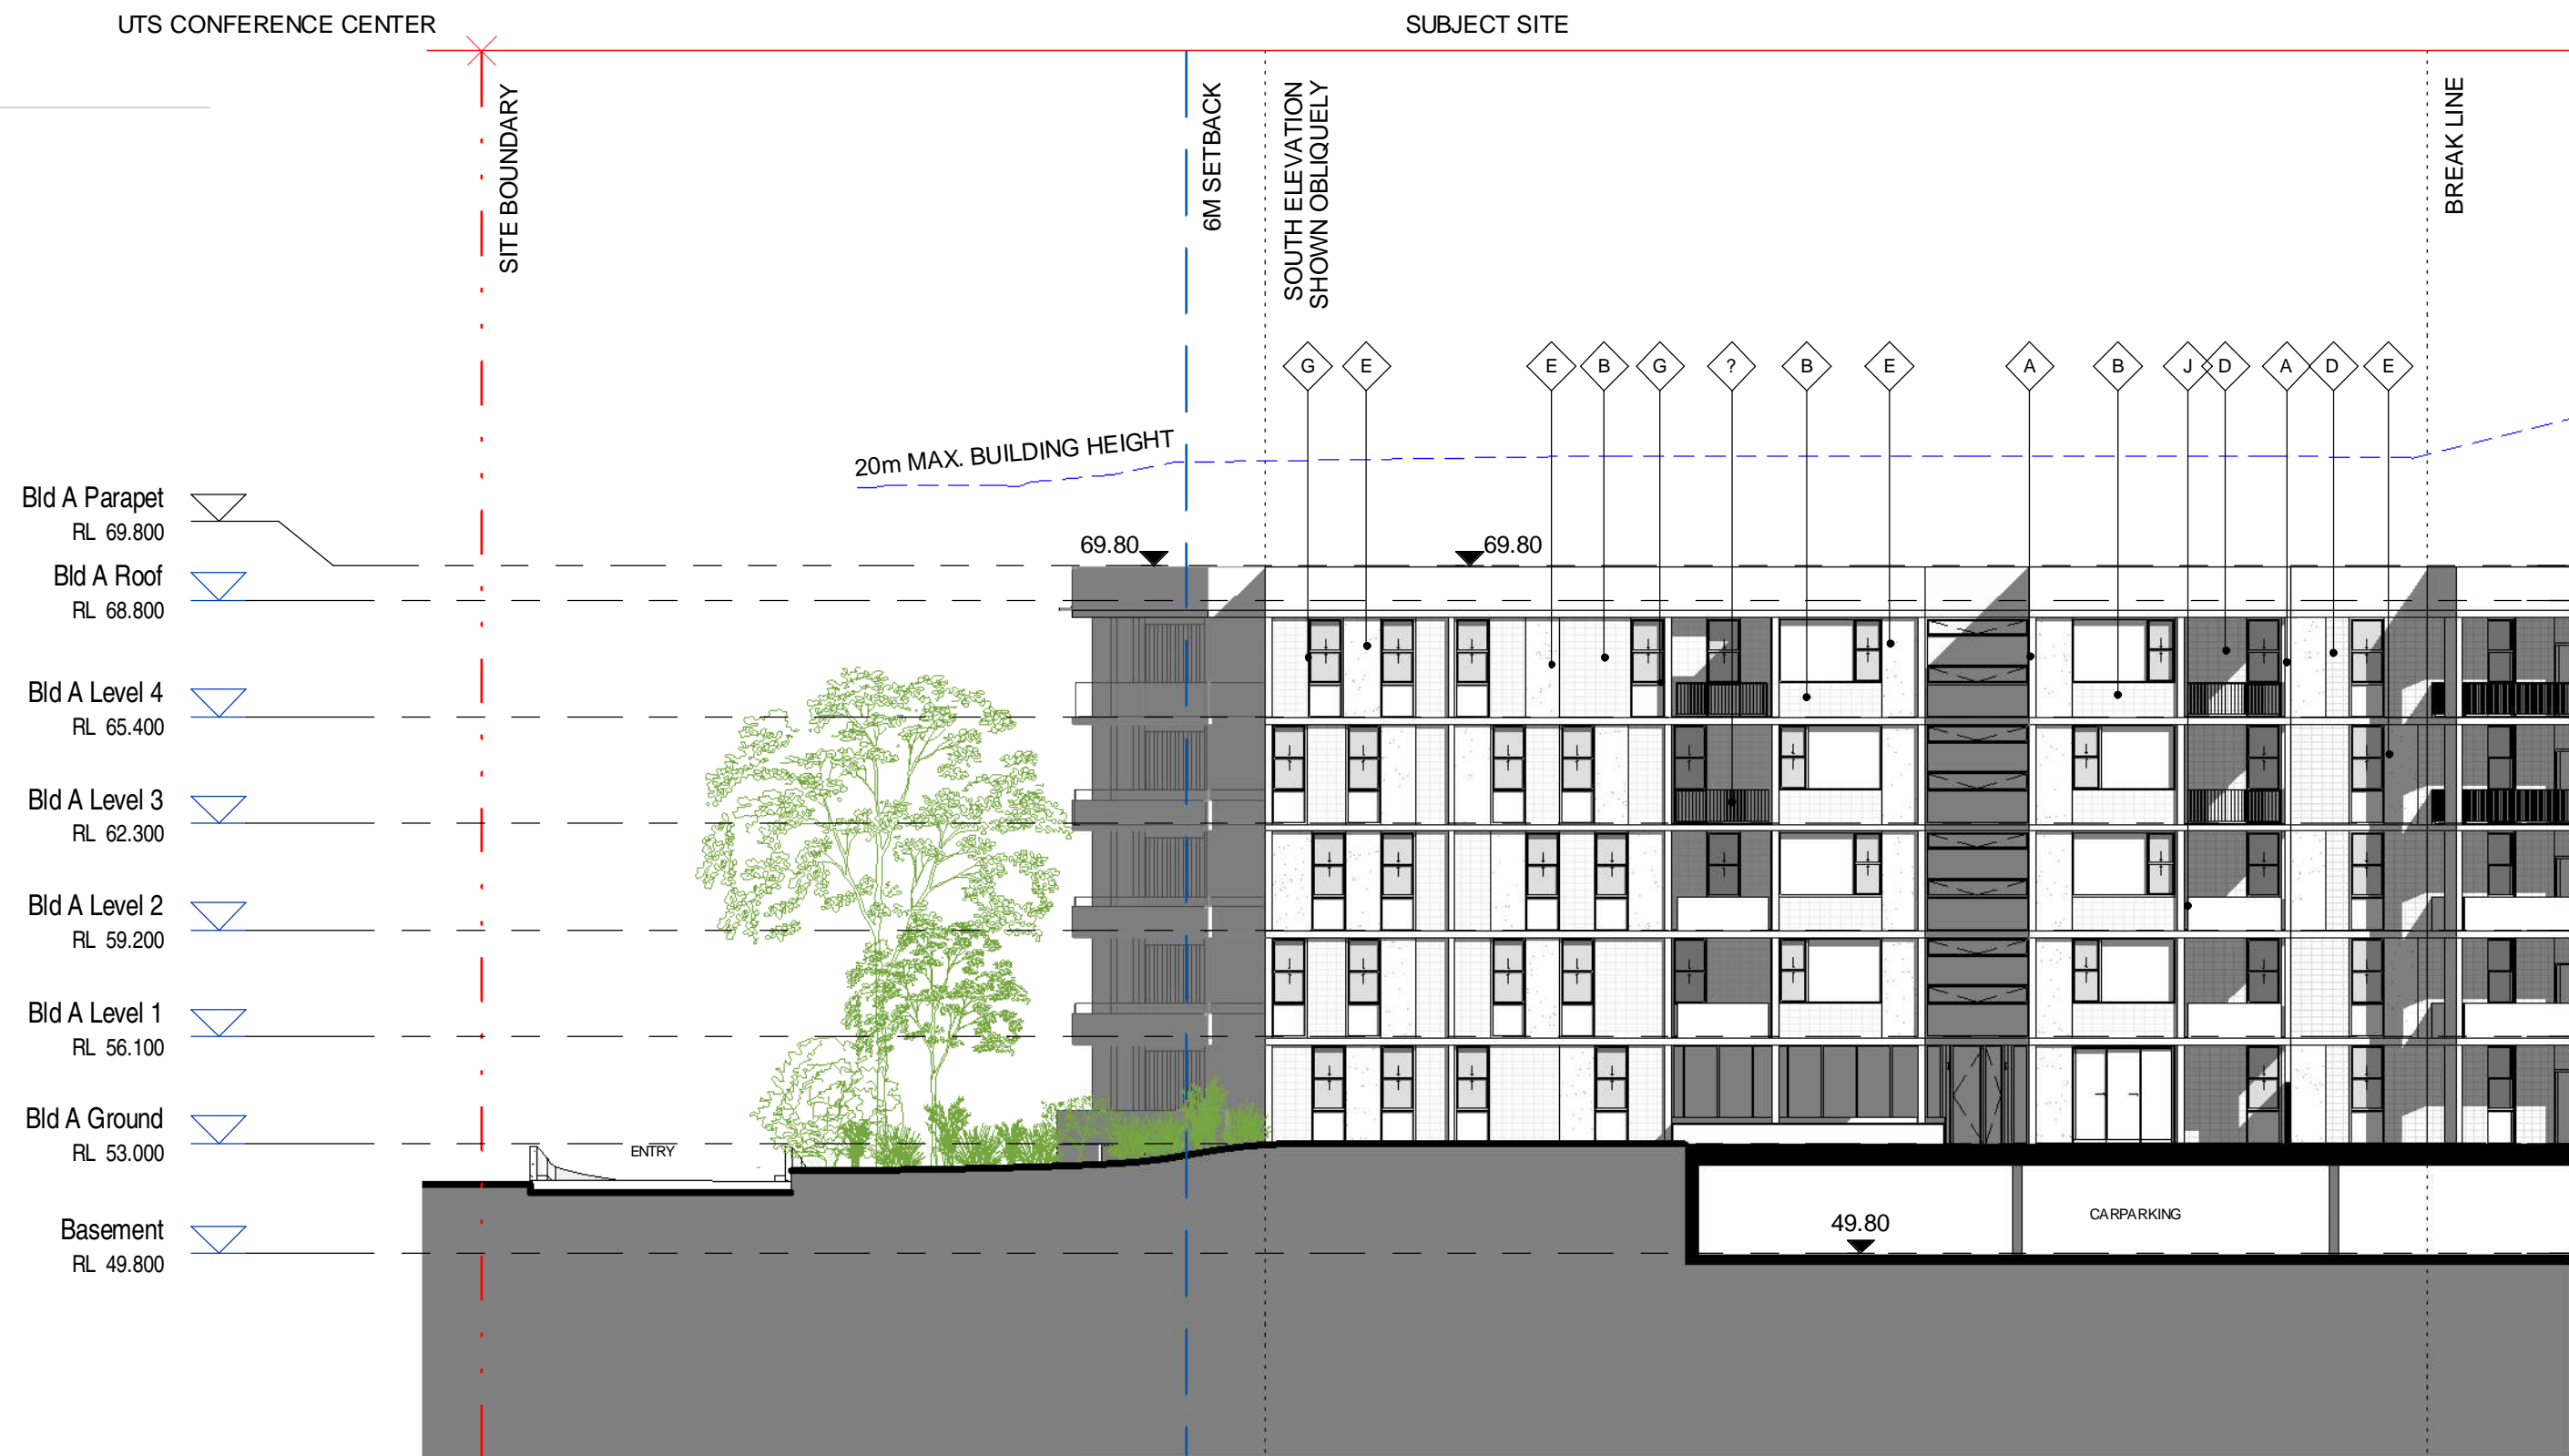 UTS CONFERENCE CENTER
SUBJECT SITE
SITE BOUNDARY
6M SETBACK
SOUTH ELEVATION
SHOWN OBLIQUELY
BREAK LINE
G
E
E
B
G
?
B
E
A
B
J
D
A
D
E
20m MAX. BUILDING HEIGHT
Bld A Parapet
RL 69.800
69.80
69.80
Bld A Roof
RL 68.800
Bld A Level 4
RL 65.400
Bld A Level 3
RL 62.300
Bld A Level 2
RL 59.200
Bld A Level 1
RL 56.100
Bld A Ground
RL 53.000
ENTRY
Basement
RL 49.800
49.80
CARPARKING